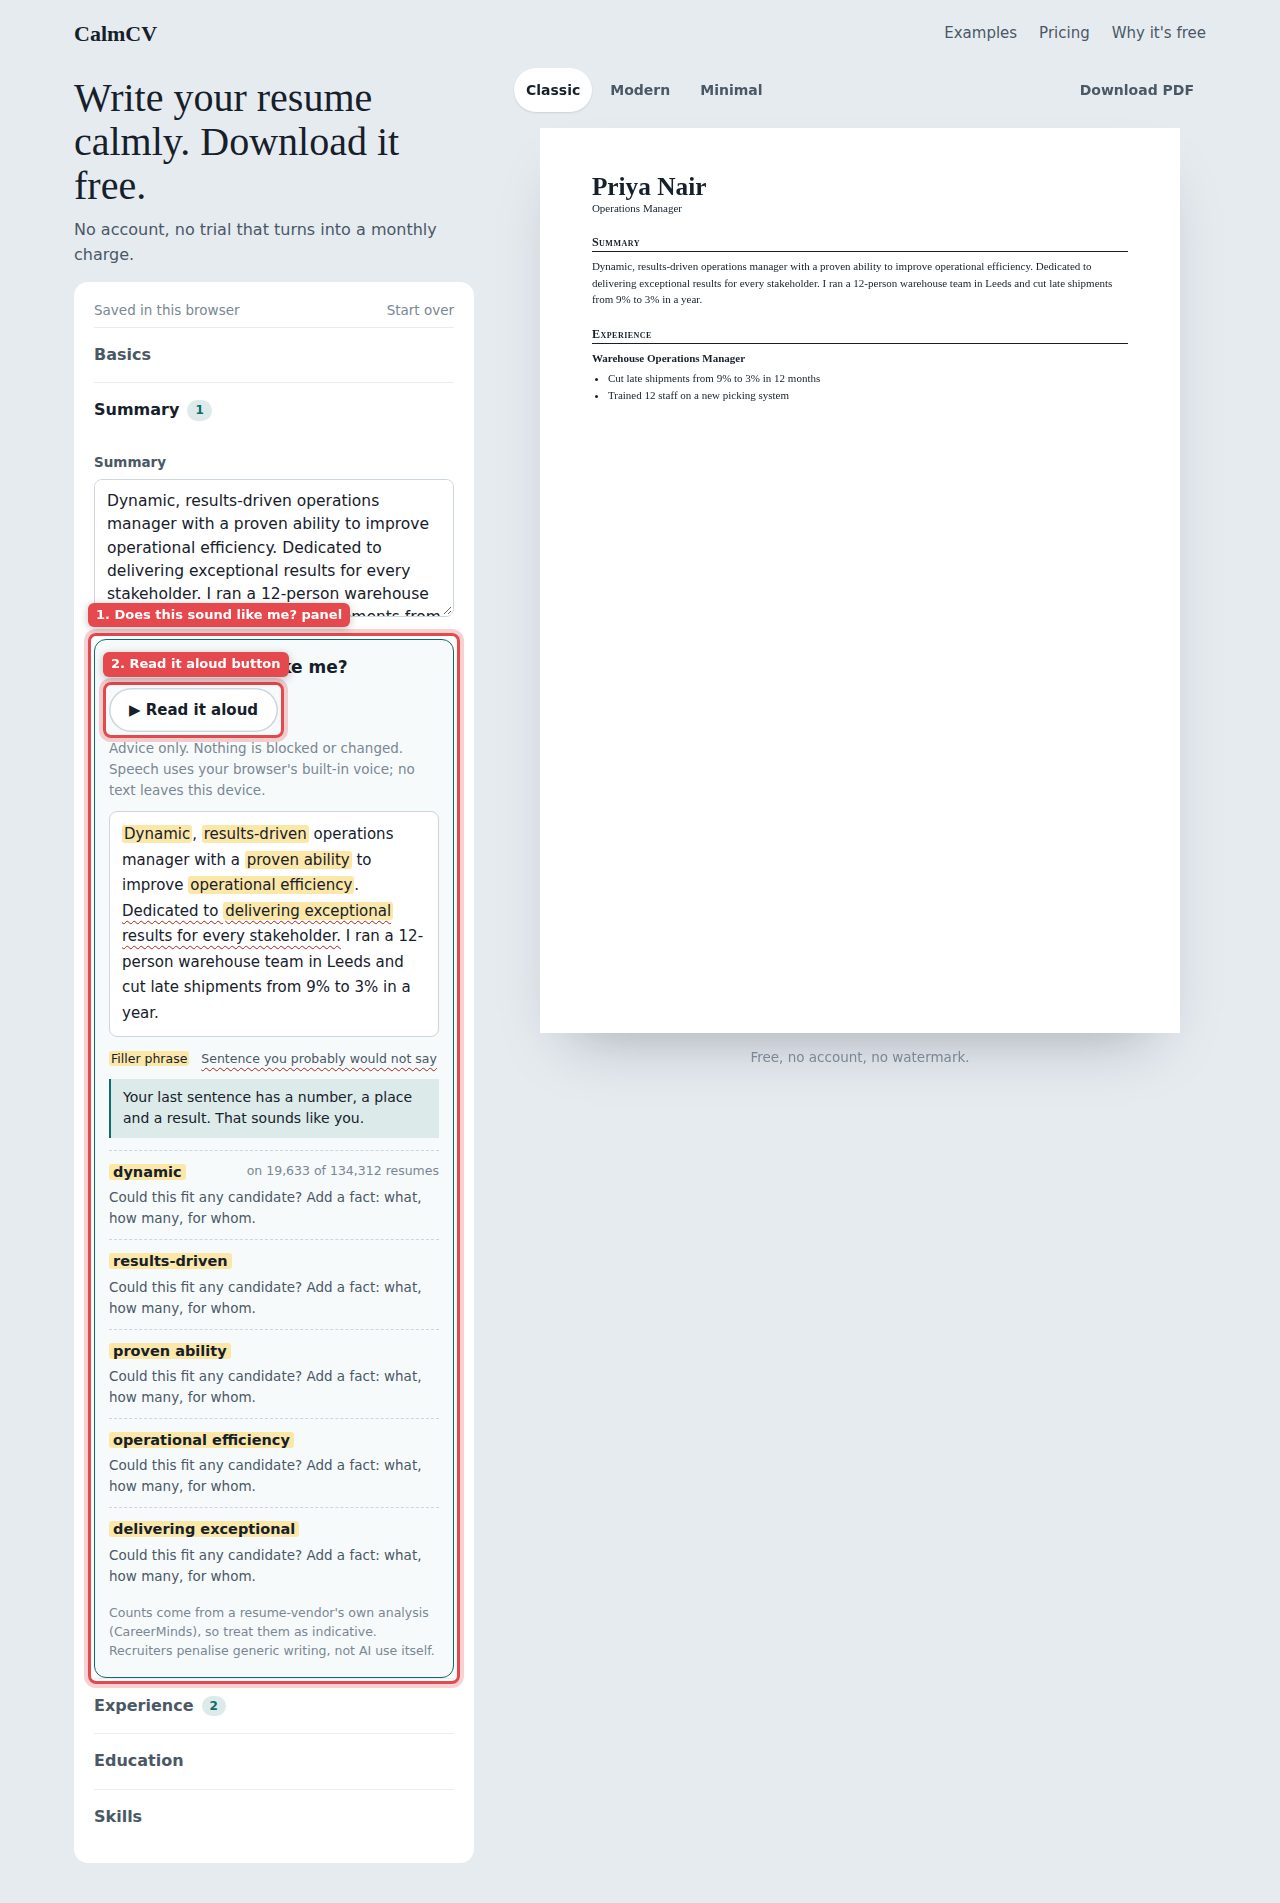 CalmCV
Examples
Pricing
Why it's free
Write your resume
calmly. Download it
free.
No account, no trial that turns into a monthly
charge.
Saved in this browser
Start over
Basics
Summary 1
Summary
Dynamic, results-driven operations
manager with a proven ability to improve
operational efficiency. Dedicated to
delivering exceptional results for every
stakeholder. I ran a 12-person warehouse
1. Does this sound like me? panel
2. Read it aloud button
me?
▶ Read it aloud
Advice only. Nothing is blocked or changed.
Speech uses your browser's built-in voice; no
text leaves this device.
Dynamic, results-driven operations
manager with a proven ability to
improve operational efficiency.
Dedicated to delivering exceptional
results for every stakeholder. I ran a 12-
person warehouse team in Leeds and
cut late shipments from 9% to 3% in a
year.
Filler phrase
Sentence you probably would not say
Your last sentence has a number, a place
and a result. That sounds like you.
dynamic
on 19,633 of 134,312 resumes
Could this fit any candidate? Add a fact: what,
how many, for whom.
results-driven
Could this fit any candidate? Add a fact: what,
how many, for whom.
proven ability
Could this fit any candidate? Add a fact: what,
how many, for whom.
operational efficiency
Could this fit any candidate? Add a fact: what,
how many, for whom.
delivering exceptional
Could this fit any candidate? Add a fact: what,
how many, for whom.
Counts come from a resume-vendor's own analysis
(CareerMinds), so treat them as indicative.
Recruiters penalise generic writing, not AI use itself.
Experience 2
Education
Skills
Classic
Modern
Minimal
Download PDF
Priya Nair
Operations Manager
Summary
Dynamic, results-driven operations manager with a proven ability to improve operational efficiency. Dedicated to
delivering exceptional results for every stakeholder. I ran a 12-person warehouse team in Leeds and cut late shipments
from 9% to 3% in a year.
Experience
Warehouse Operations Manager
• Cut late shipments from 9% to 3% in 12 months
• Trained 12 staff on a new picking system
Free, no account, no watermark.